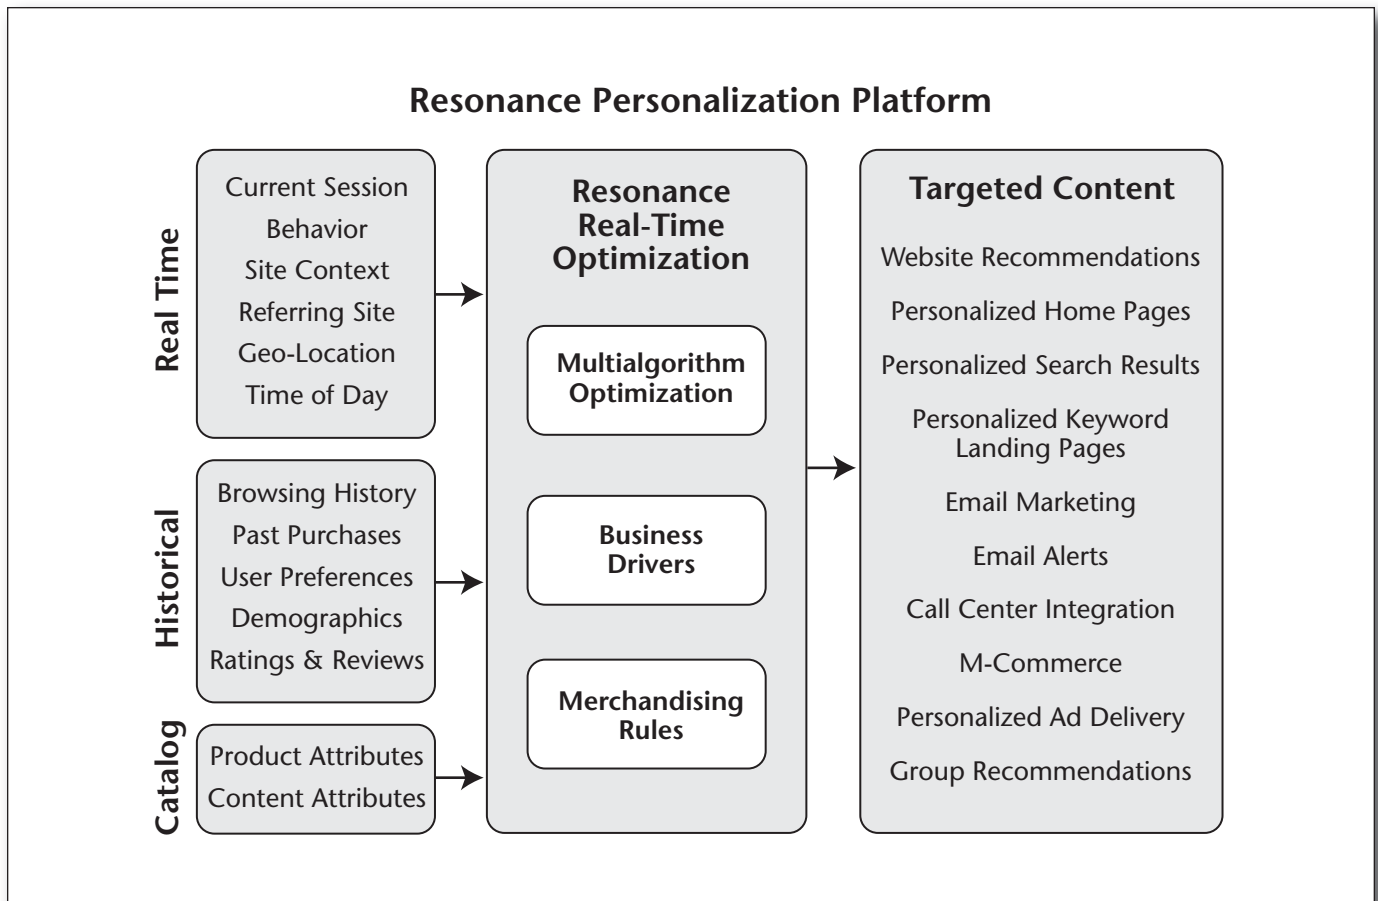 Resonance Personalization Platform
Real Time
Current Session
Behavior
Site Context
Referring Site
Geo-Location
Time of Day
Historical
Browsing History
Past Purchases
User Preferences
Demographics
Ratings & Reviews
Catalog
Product Attributes
Content Attributes
Resonance
Real-Time
Optimization
Multialgorithm
Optimization
Business
Drivers
Merchandising
Rules
Targeted Content
Website Recommendations
Personalized Home Pages
Personalized Search Results
Personalized Keyword
Landing Pages
Email Marketing
Email Alerts
Call Center Integration
M-Commerce
Personalized Ad Delivery
Group Recommendations